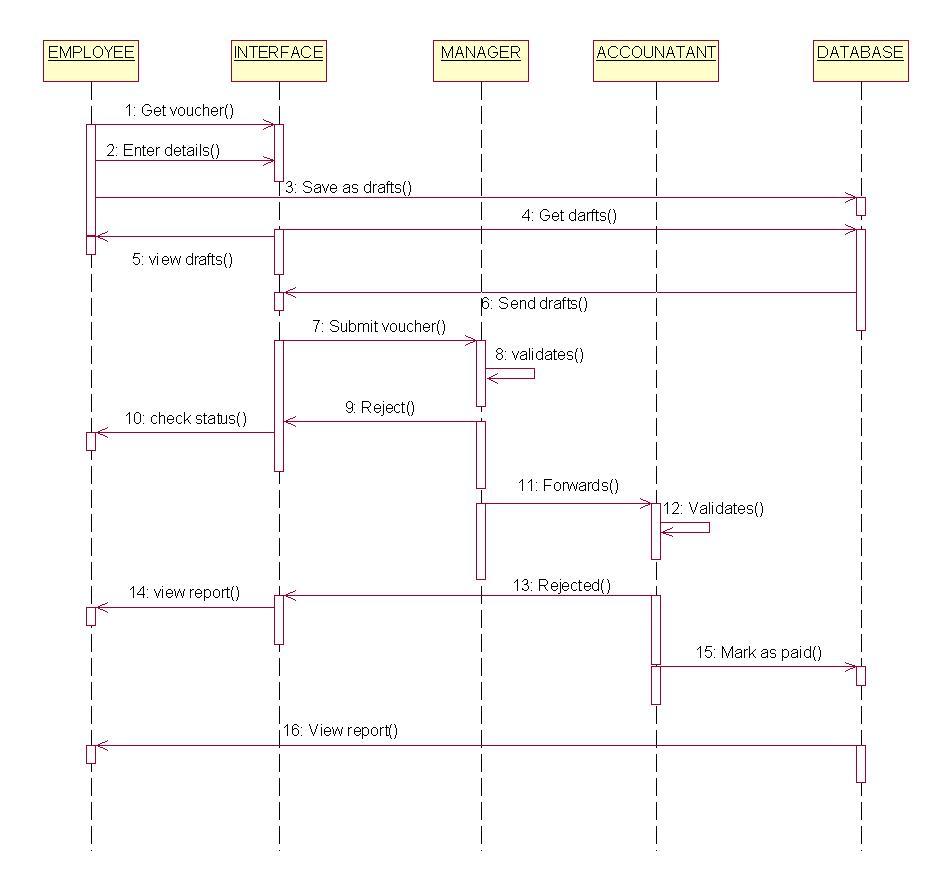 EMPLOYEE
INTERFACE
MANAGER
ACCOUNATANT
DATABASE
1: Get voucher()
2: Enter details()
3: Save as drafts()
4: Get darfts()
5: view drafts()
6: Send drafts()
7: Submit voucher()
8: validates()
9: Reject()
10: check status()
11: Forwards()
12: Validates()
13: Rejected()
14: view report()
15: Mark as paid()
16: View report()